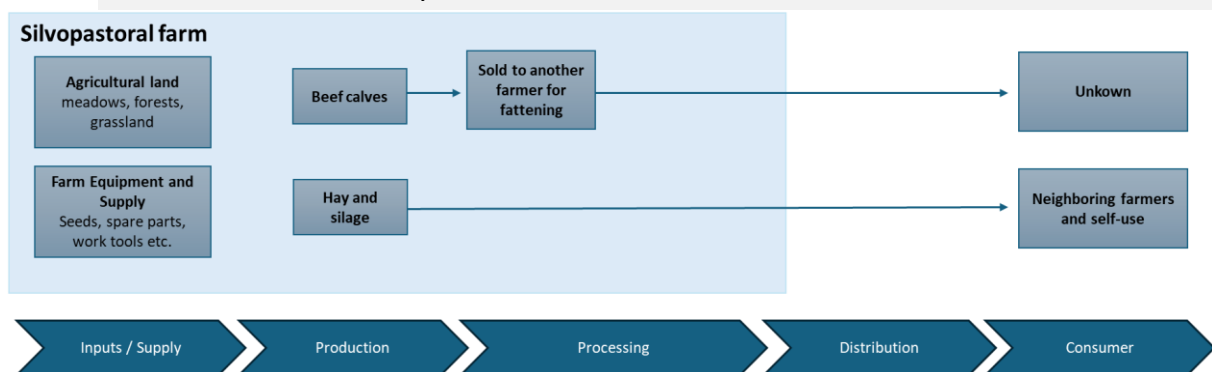 Silvopastoral farm
Agricultural land
meadows, forests,
grassland
Beef calves
Sold to another
farmer for
fattening
Unkown
Farm Equipment and
Supply
Seeds, spare parts,
work tools etc.
Hay and
silage
Neighboring farmers
and self-use
Inputs / Supply
Production
Processing
Distribution
Consumer